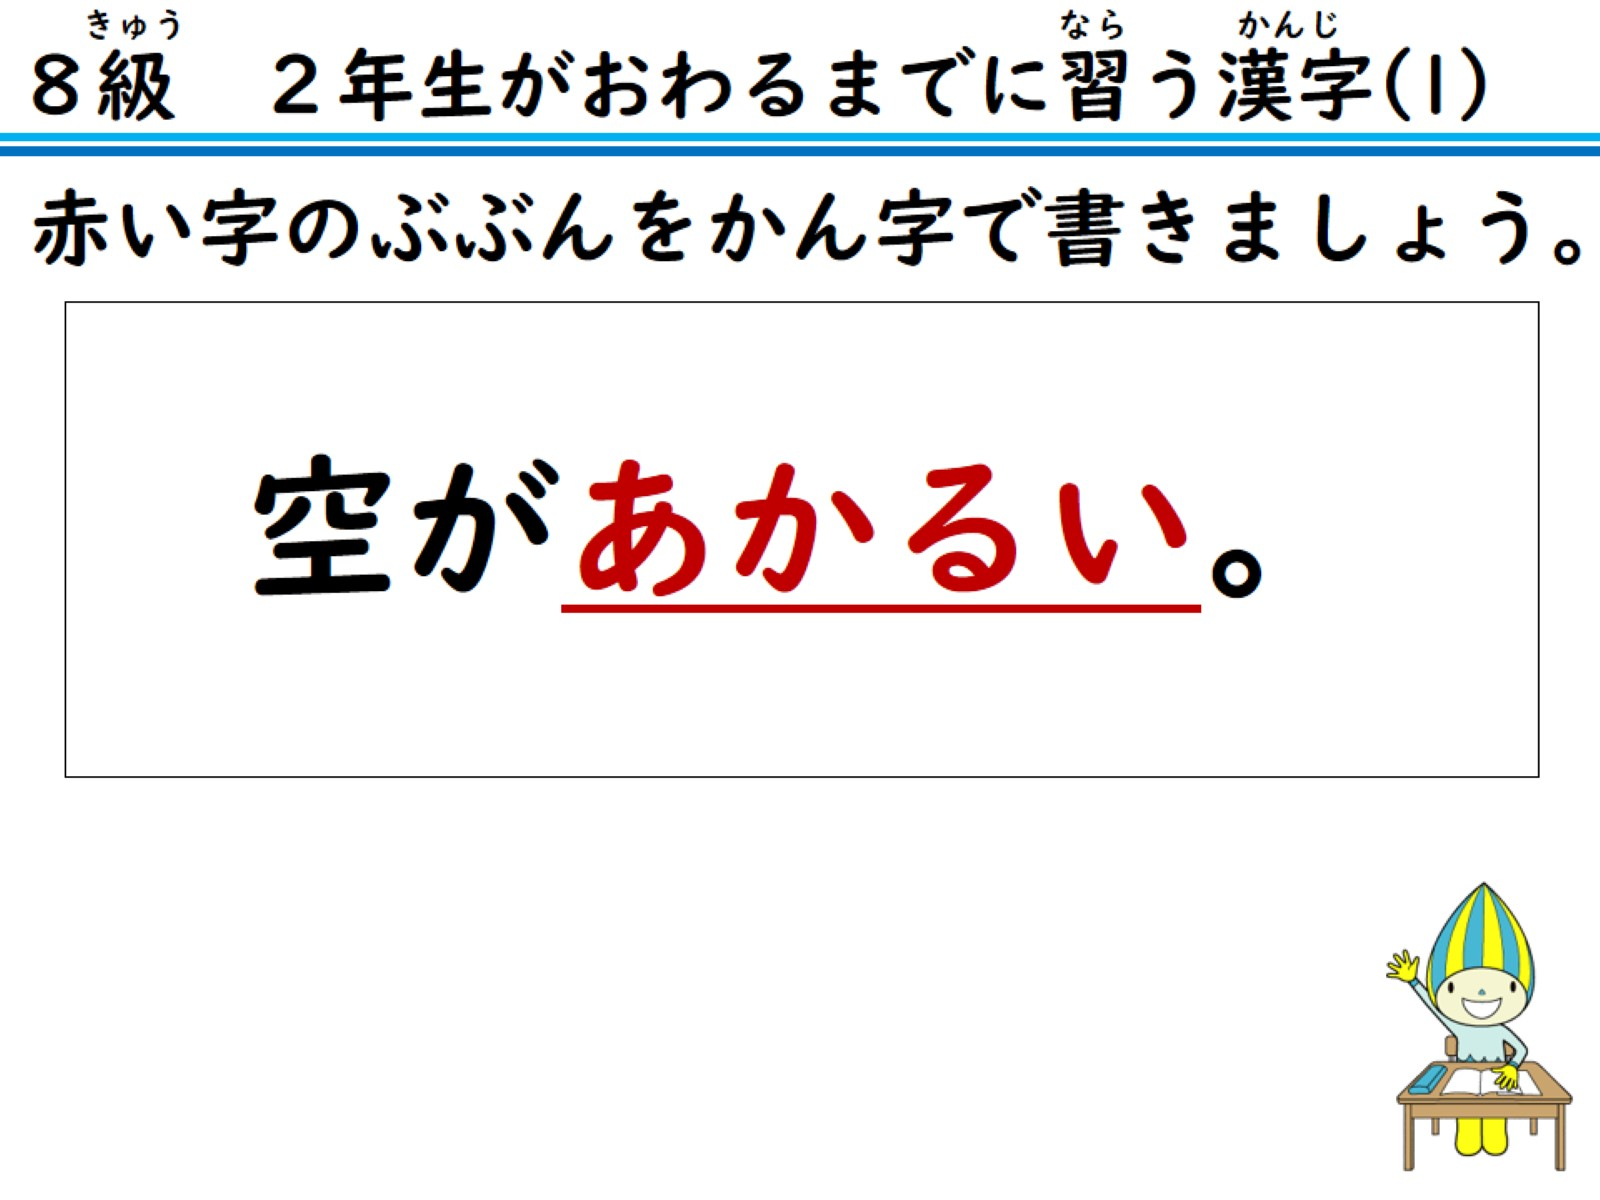 きゅう なら かんじ
８級　２年生がおわるまでに習う漢字(1)
赤い字のぶぶんをかん字で書きましょう。
空があかるい。